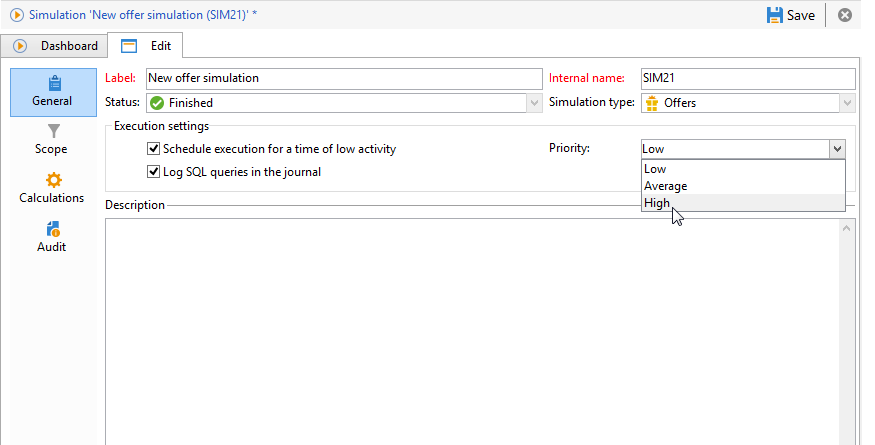 Simulation 'New offer simulation (SIM21)' *
Save
Dashboard
Edit
General
Scope
Calculations
Audit
Label: New offer simulation
Internal name: SIM21
Status: Finished
Simulation type: Offers
Execution settings
Schedule execution for a time of low activity
Priority: Low
Log SQL queries in the journal
Low
Average
High
Description